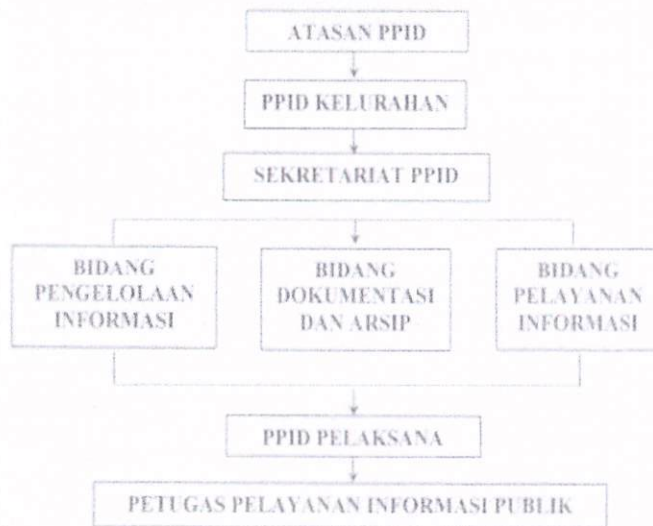 ATASAN PPID
PPID KELURAHAN
SEKRETARIAT PPID
BIDANG
PENGELOLAAN
INFORMASI
BIDANG
DOKUMENTASI
DAN ARSIP
BIDANG
PELAYANAN
INFORMASI
PPID PELAKSANA
PETUGAS PELAYANAN INFORMASI PUBLIK